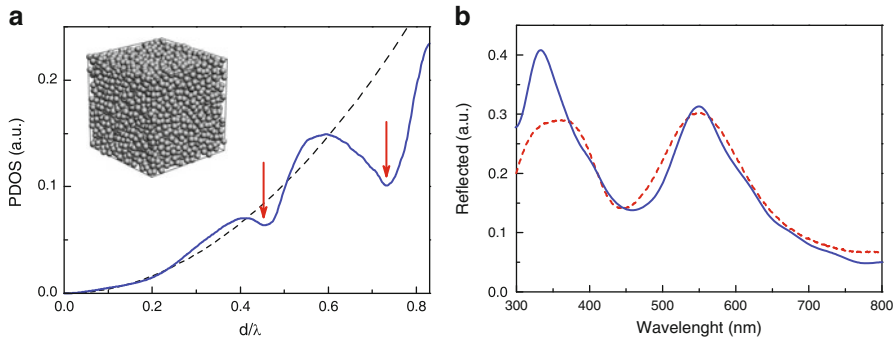 a
PDOS (a.u.)
0.2
0.1
0.0
0.0 0.2 0.4 0.6 0.8
d/λ
b
Reflected (a.u.)
0.4
0.3
0.2
0.1
0.0
300 400 500 600 700 800
Wavelenght (nm)